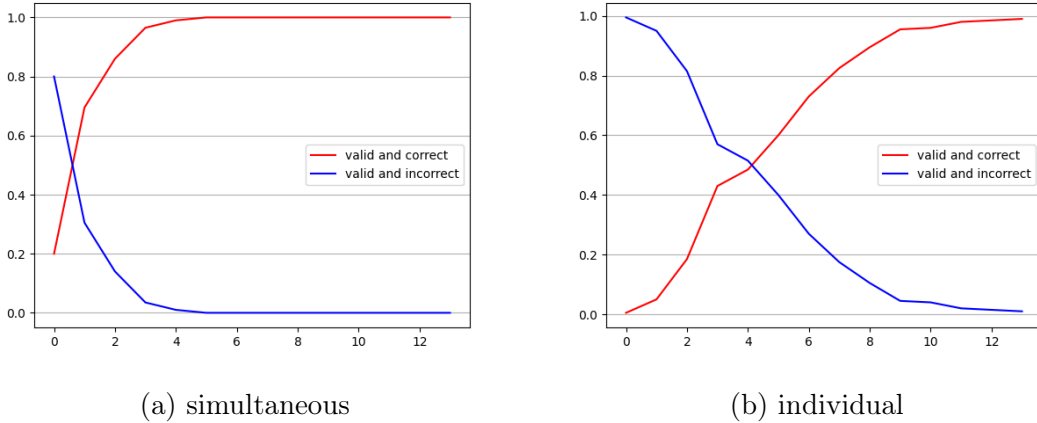 1.0
0.8
0.6
0.4
0.2
0.0
valid and correct
valid and incorrect
0 2 4 6 8 10 12
(a) simultaneous
1.0
0.8
0.6
0.4
0.2
0.0
valid and correct
valid and incorrect
0 2 4 6 8 10 12
(b) individual